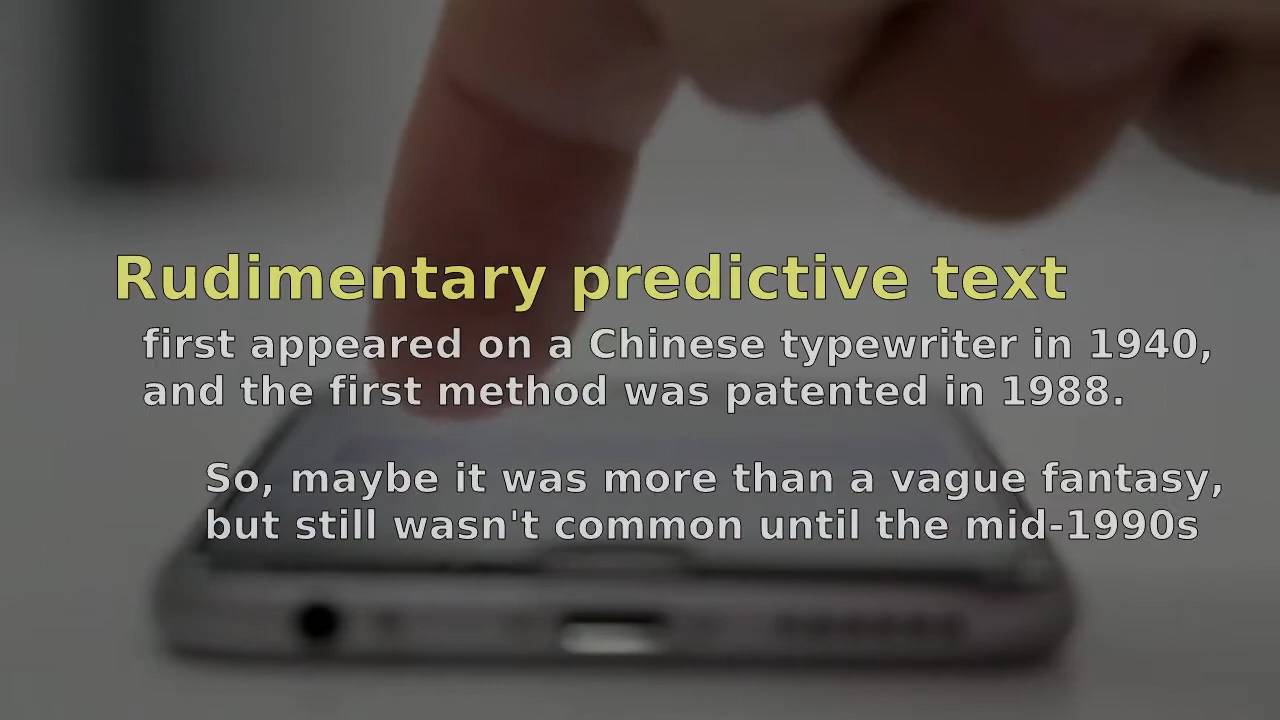 Rudimentary predictive text
first appeared on a Chinese typewriter in 1940,
and the first method was patented in 1988.
So, maybe it was more than a vague fantasy,
but still wasn't common until the mid-1990s